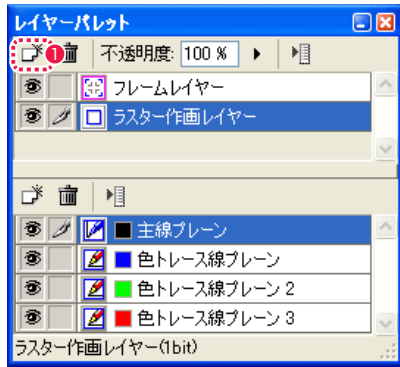 レイヤーパレット
1 不透明度: 100 %
フレームレイヤー
ラスター作画レイヤー
主線プレーン
色トレース線プレーン
色トレース線プレーン 2
色トレース線プレーン 3
ラスター作画レイヤー(1bit)